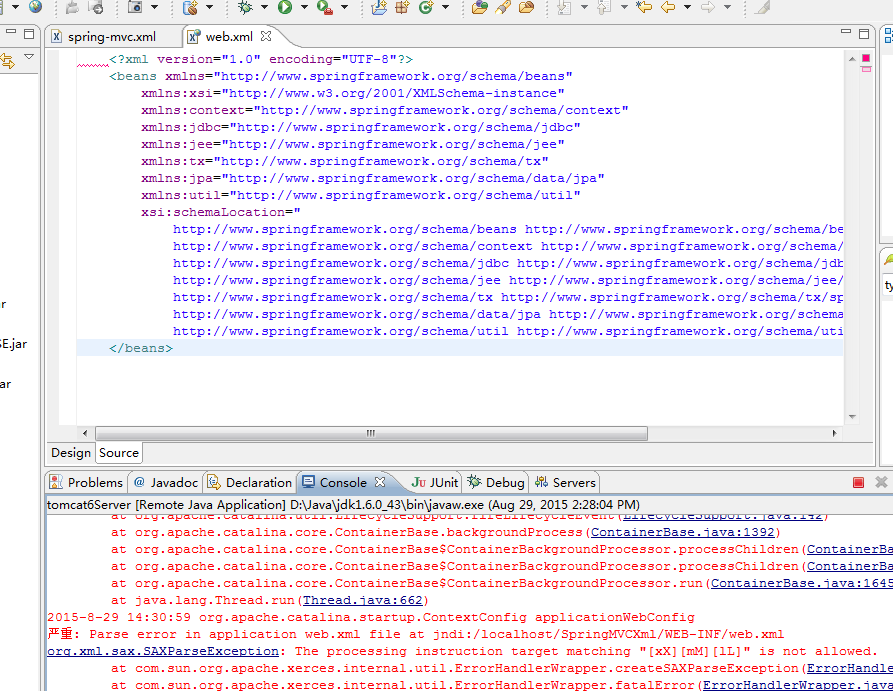 spring-mvc.xml
web.xml
<?xml version="1.0" encoding="UTF-8"?>
<beans xmlns="http://www.springframework.org/schema/beans"
xmlns:xsi="http://www.w3.org/2001/XMLSchema-instance"
xmlns:context="http://www.springframework.org/schema/context"
xmlns:jdbc="http://www.springframework.org/schema/jdbc"
xmlns:jee="http://www.springframework.org/schema/jee"
xmlns:tx="http://www.springframework.org/schema/tx"
xmlns:jpa="http://www.springframework.org/schema/data/jpa"
xmlns:util="http://www.springframework.org/schema/util"
xsi:schemaLocation="
http://www.springframework.org/schema/beans http://www.springframework.org/schema/be
http://www.springframework.org/schema/context http://www.springframework.org/schema/
http://www.springframework.org/schema/jdbc http://www.springframework.org/schema/jdb
http://www.springframework.org/schema/jee http://www.springframework.org/schema/jee/
http://www.springframework.org/schema/tx http://www.springframework.org/schema/tx/sp
http://www.springframework.org/schema/data/jpa http://www.springframework.org/schema
http://www.springframework.org/schema/util http://www.springframework.org/schema/uti
</beans>
r
E.jar
ar
ty
Design Source
Problems @ Javadoc Declaration Console JUnit Debug Servers
tomcat6Server [Remote Java Application] D:\Java\jdk1.6.0_43\bin\javaw.exe (Aug 29, 2015 2:28:04 PM)
at org.apache.catalina.util.LifecycleSupport.fireLifecycleEvent(LifecycleSupport.java:142)
at org.apache.catalina.core.ContainerBase.backgroundProcess(ContainerBase.java:1392)
at org.apache.catalina.core.ContainerBase$ContainerBackgroundProcessor.processChildren(ContainerBa
at org.apache.catalina.core.ContainerBase$ContainerBackgroundProcessor.processChildren(ContainerBa
at org.apache.catalina.core.ContainerBase$ContainerBackgroundProcessor.run(ContainerBase.java:1645
at java.lang.Thread.run(Thread.java:662)
2015-8-29 14:30:59 org.apache.catalina.startup.ContextConfig applicationWebConfig
严重: Parse error in application web.xml file at jndi:/localhost/SpringMVCXml/WEB-INF/web.xml
org.xml.sax.SAXParseException: The processing instruction target matching "[xX][mM][lL]" is not allowed.
at com.sun.org.apache.xerces.internal.util.ErrorHandlerWrapper.createSAXParseException(ErrorHandle
at com.sun.org.apache.xerces.internal.util.ErrorHandlerWrapper.fatalError(ErrorHandlerWrapper.java